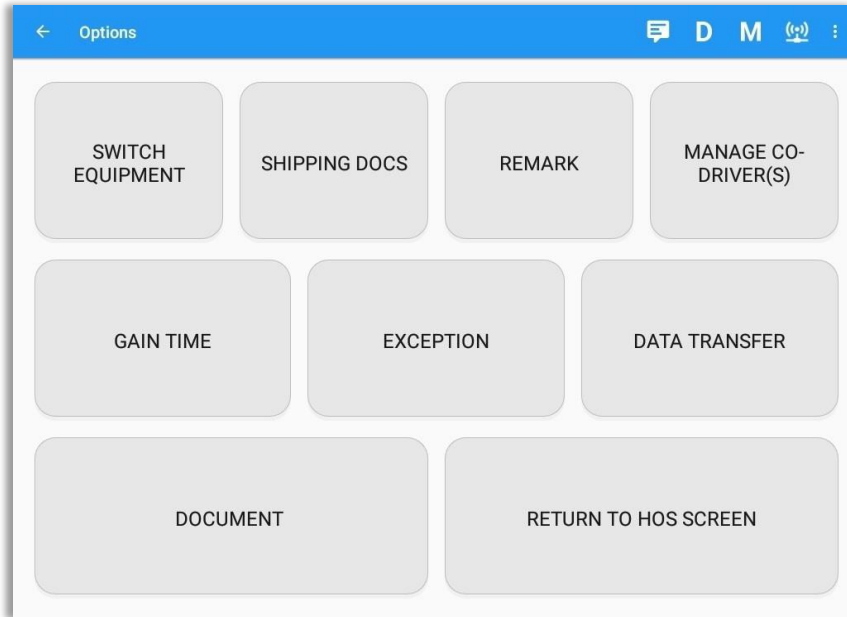 Options
D M
SWITCH
EQUIPMENT
SHIPPING DOCS
REMARK
MANAGE CO-
DRIVER(S)
GAIN TIME
EXCEPTION
DATA TRANSFER
DOCUMENT
RETURN TO HOS SCREEN